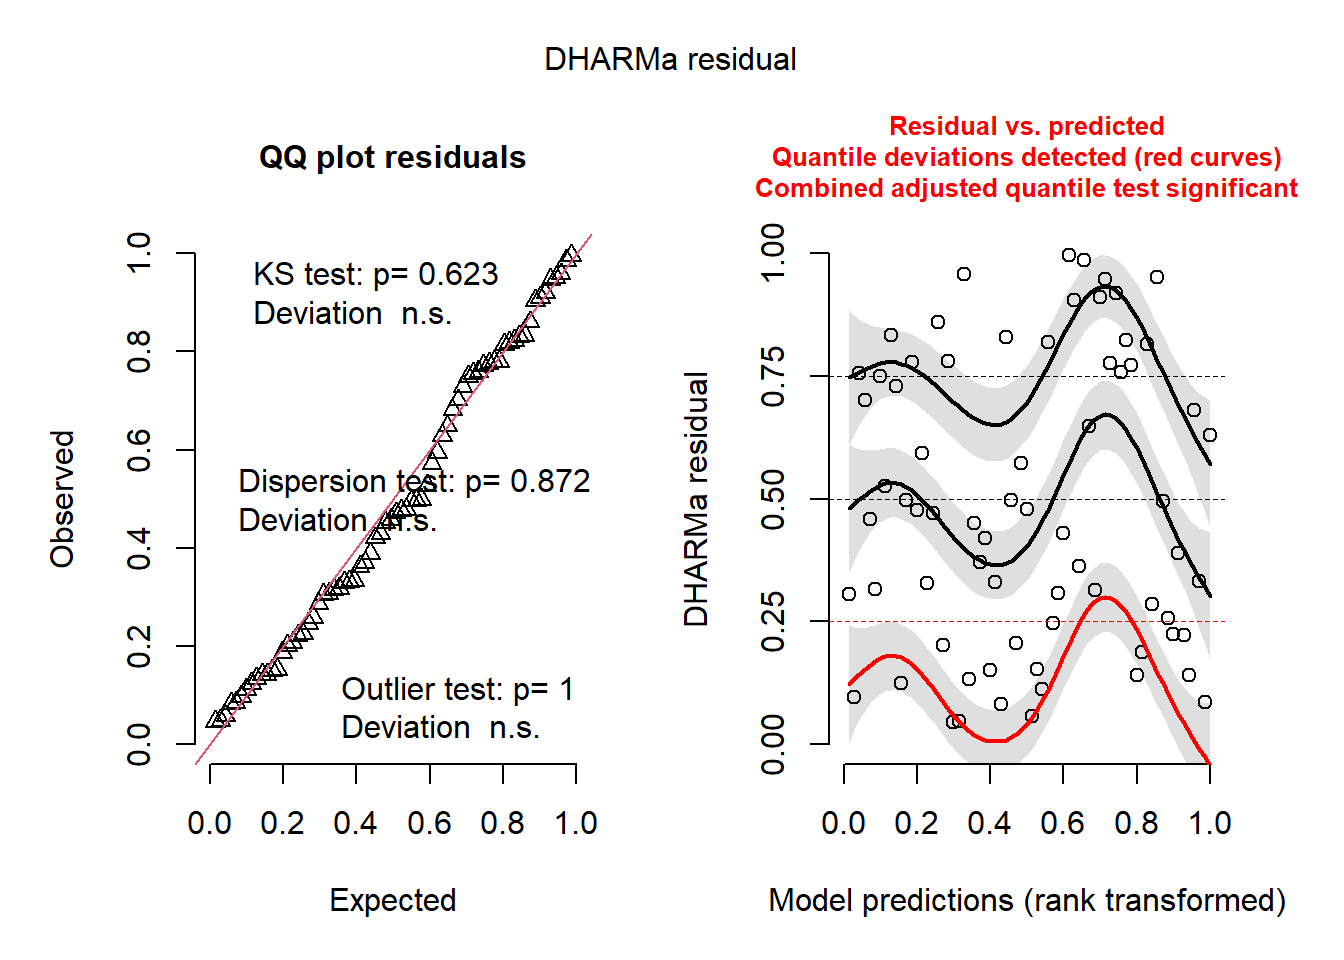 DHARMa residual
QQ plot residuals
KS test: p= 0.623
Deviation  n.s.
Dispersion test: p= 0.872
Deviation  n.s.
Outlier test: p= 1
Deviation  n.s.
Observed
0.0 0.2 0.4 0.6 0.8 1.0
0.0 0.2 0.4 0.6 0.8 1.0
Expected
Residual vs. predicted
Quantile deviations detected (red curves)
Combined adjusted quantile test significant
DHARMa residual
0.00 0.25 0.50 0.75 1.00
0.0 0.2 0.4 0.6 0.8 1.0
Model predictions (rank transformed)